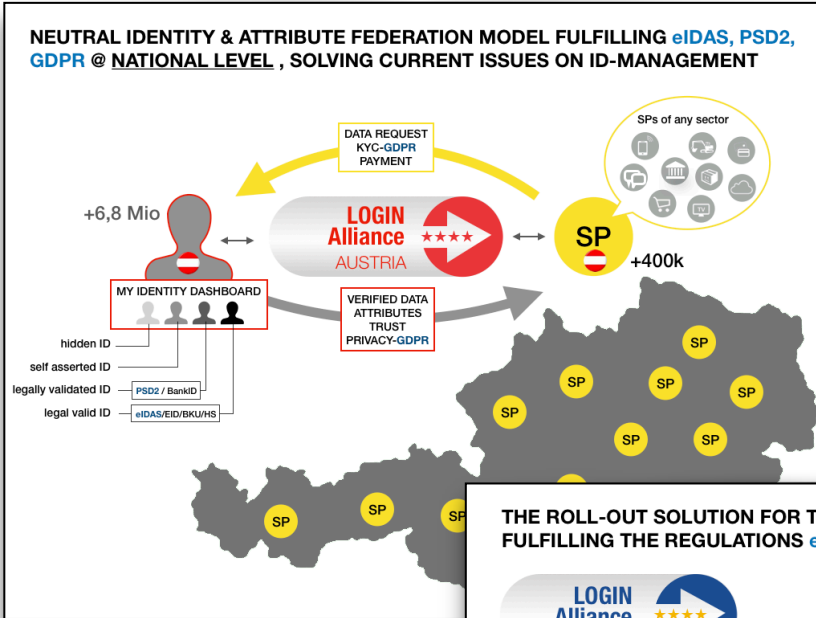 NEUTRAL IDENTITY & ATTRIBUTE FEDERATION MODEL FULFILLING eIDAS, PSD2,
GDPR @ NATIONAL LEVEL , SOLVING CURRENT ISSUES ON ID-MANAGEMENT
SPs of any sector
TV
DATA REQUEST
KYC-GDPR
PAYMENT
+6,8 Mio
LOGIN
Alliance
AUSTRIA
SP
+400k
MY IDENTITY DASHBOARD
VERIFIED DATA
ATTRIBUTES
TRUST
PRIVACY-GDPR
hidden ID
self asserted ID
legally validated ID
PSD2 / BankID
legal valid ID
eIDAS/EID/BKU/HS
SP
SP
SP
SP
SP
SP
SP
SP
SP
SP
THE ROLL-OUT SOLUTION FOR
FULFILLING THE REGULATIONS
LOGIN
Alliance